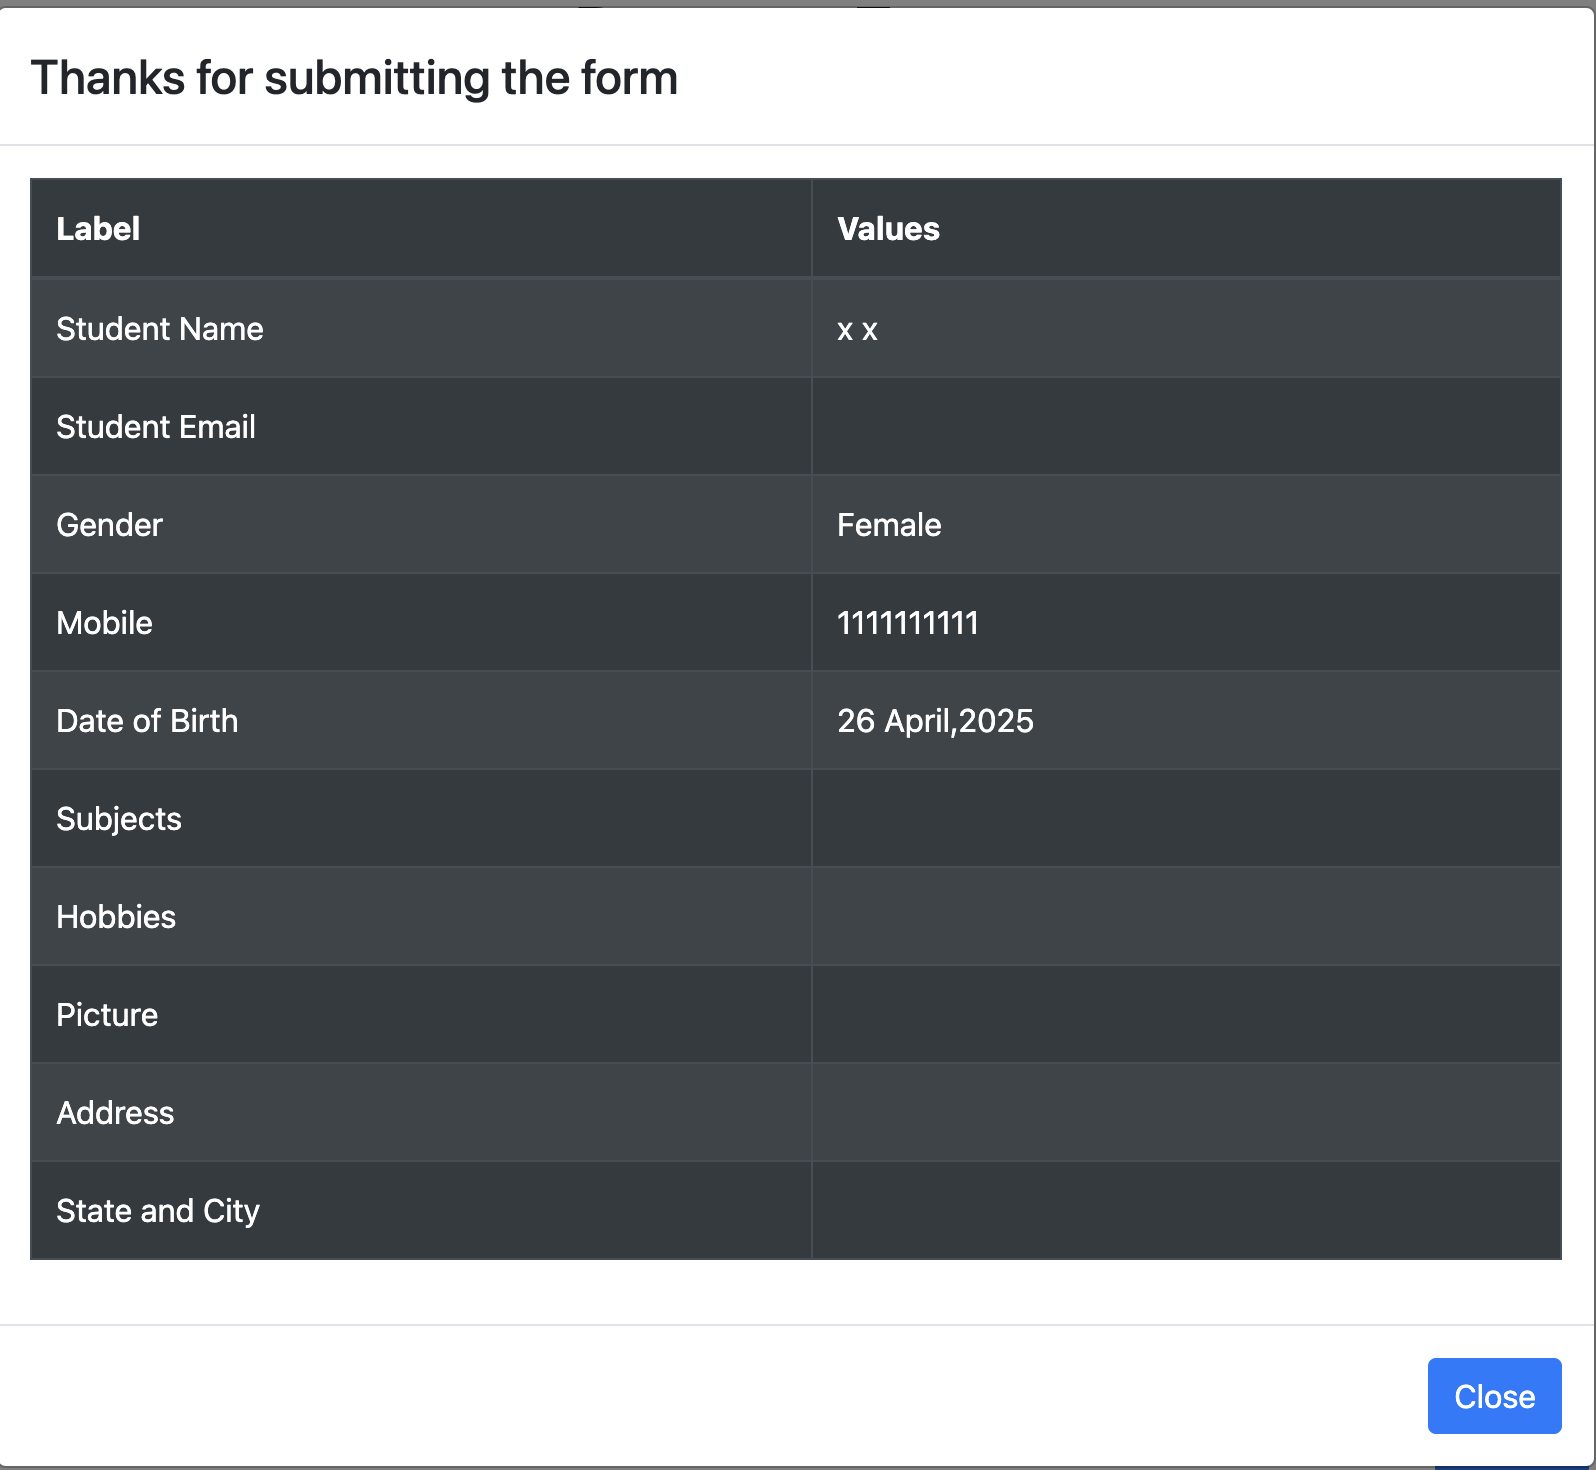 Thanks for submitting the form
Label Values
Student Name x x
Student Email
Gender Female
Mobile 1111111111
Date of Birth 26 April,2025
Subjects
Hobbies
Picture
Address
State and City
Close